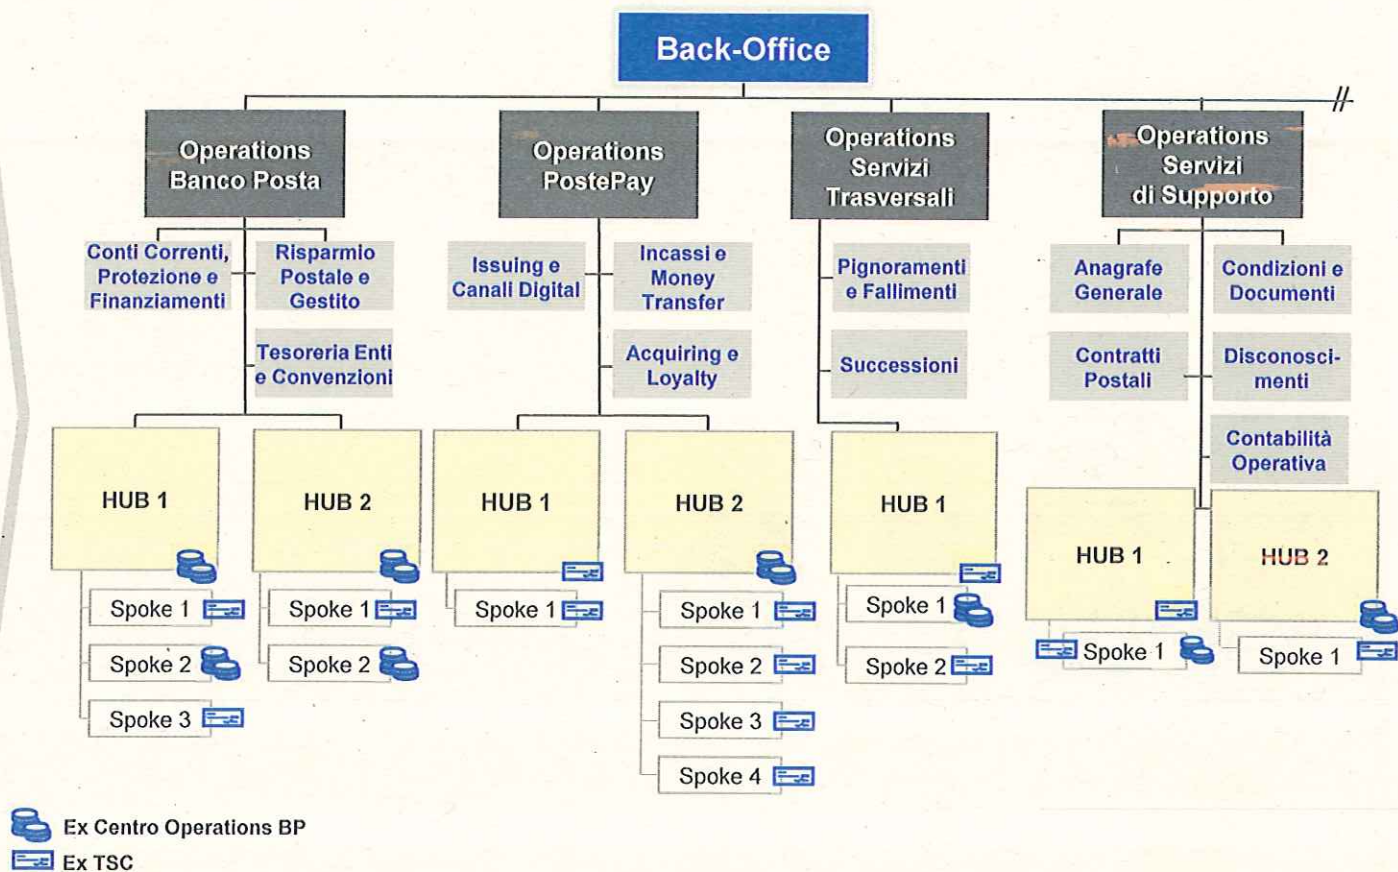 Back-Office
Operations
Banco Posta
Operations
PostePay
Operations
Servizi
Trasversali
Operations
Servizi
di Supporto
Conti Correnti,
Protezione e
Finanziamenti
Risparmio
Postale e
Gestito
Tesoreria Enti
e Convenzioni
Issuing e
Canali Digital
Incassi e
Money
Transfer
Acquiring e
Loyalty
Pignoramenti
e Fallimenti
Successioni
Anagrafe
Generale
Condizioni e
Documenti
Contratti
Postali
Disconosci-
menti
Contabilità
Operativa
HUB 1
Spoke 1
Spoke 2
Spoke 3
HUB 2
Spoke 1
Spoke 2
HUB 1
Spoke 1
HUB 2
Spoke 1
Spoke 2
Spoke 3
Spoke 4
HUB 1
Spoke 1
Spoke 2
HUB 1
Spoke 1
HUB 2
Spoke 1
Ex Centro Operations BP
Ex TSC